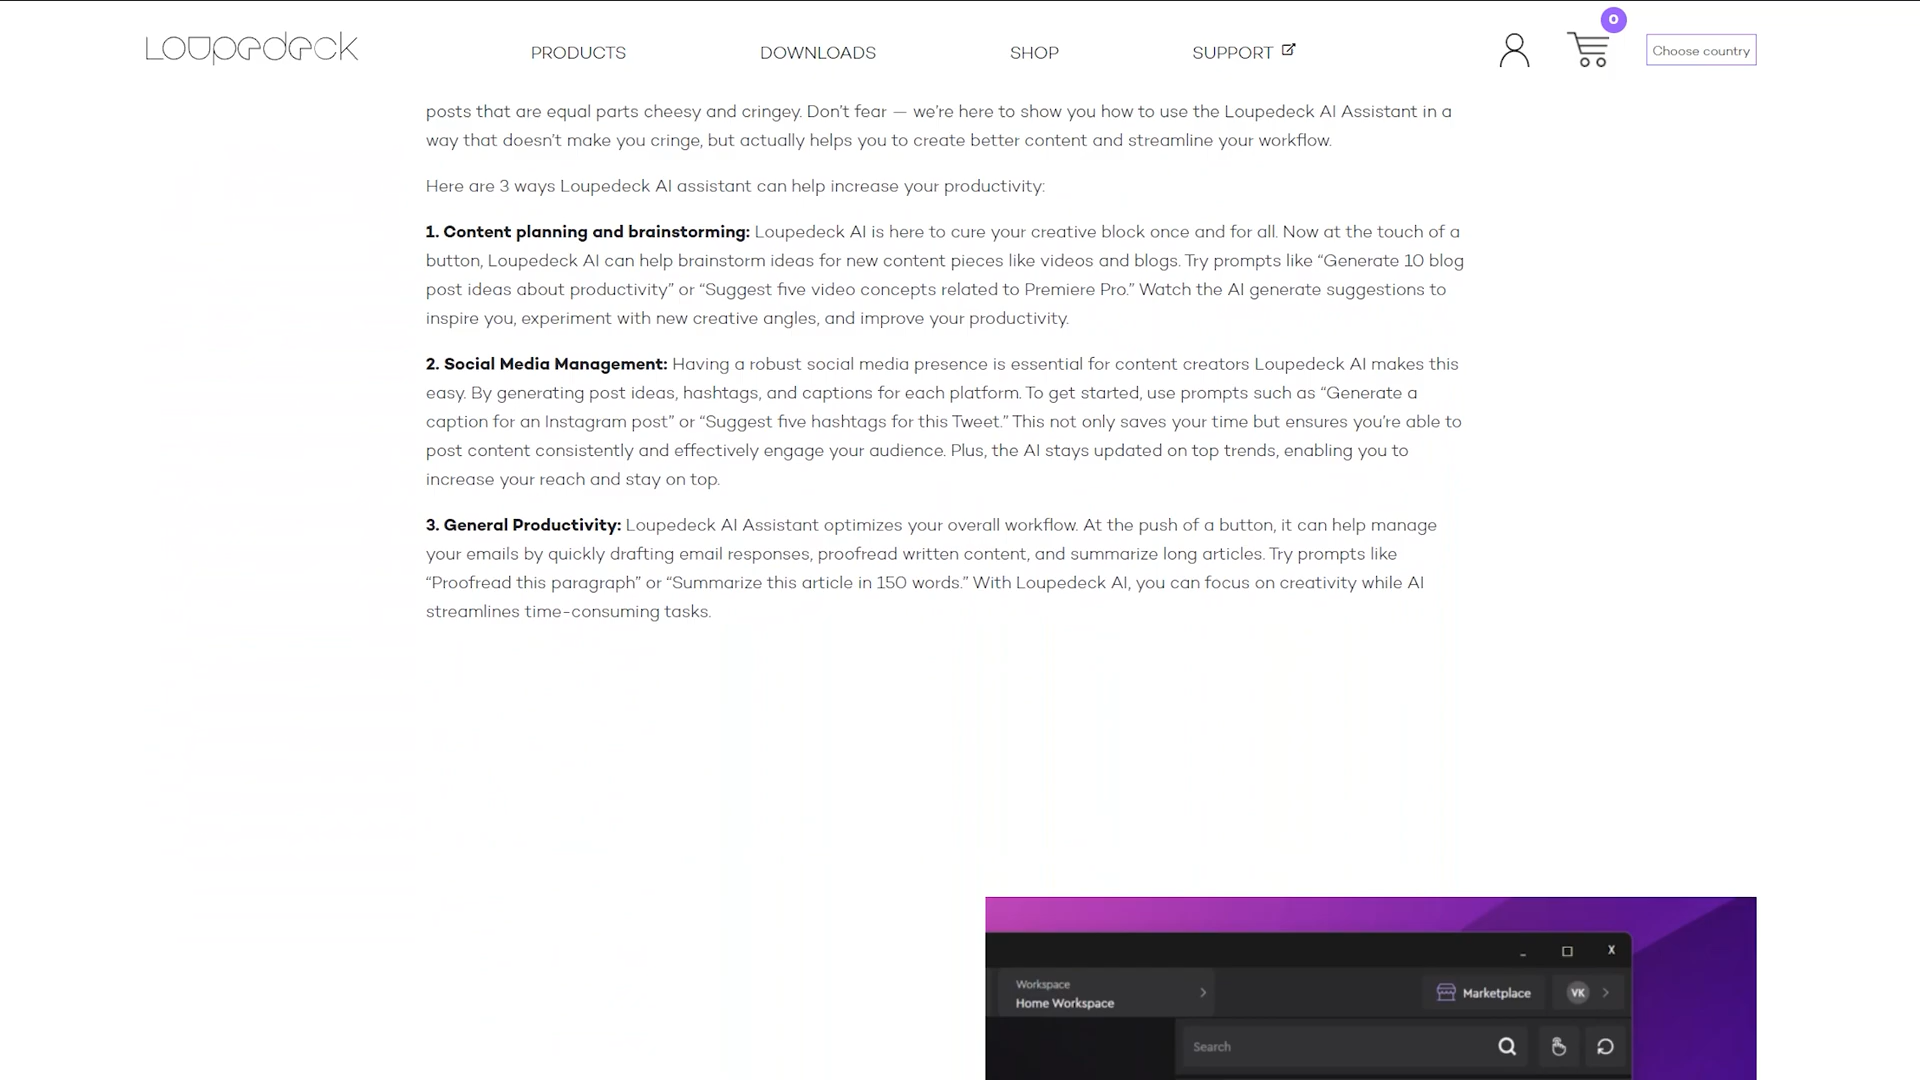 Loupedeck
PRODUCTS
DOWNLOADS
SHOP
SUPPORT
0
Choose country
posts that are equal parts cheesy and cringey. Don’t fear — we’re here to show you how to use the Loupedeck AI Assistant in a
way that doesn’t make you cringe, but actually helps you to create better content and streamline your workflow.
Here are 3 ways Loupedeck AI assistant can help increase your productivity:
1. Content planning and brainstorming: Loupedeck AI is here to cure your creative block once and for all. Now at the touch of a
button, Loupedeck AI can help brainstorm ideas for new content pieces like videos and blogs. Try prompts like “Generate 10 blog
post ideas about productivity” or “Suggest five video concepts related to Premiere Pro.” Watch the AI generate suggestions to
inspire you, experiment with new creative angles, and improve your productivity.
2. Social Media Management: Having a robust social media presence is essential for content creators Loupedeck AI makes this
easy. By generating post ideas, hashtags, and captions for each platform. To get started, use prompts such as “Generate a
caption for an Instagram post” or “Suggest five hashtags for this Tweet.” This not only saves your time but ensures you’re able to
post content consistently and effectively engage your audience. Plus, the AI stays updated on top trends, enabling you to
increase your reach and stay on top.
3. General Productivity: Loupedeck AI Assistant optimizes your overall workflow. At the push of a button, it can help manage
your emails by quickly drafting email responses, proofread written content, and summarize long articles. Try prompts like
“Proofread this paragraph” or “Summarize this article in 150 words.” With Loupedeck AI, you can focus on creativity while AI
streamlines time-consuming tasks.
Workspace
Home Workspace
Marketplace
VK
Search